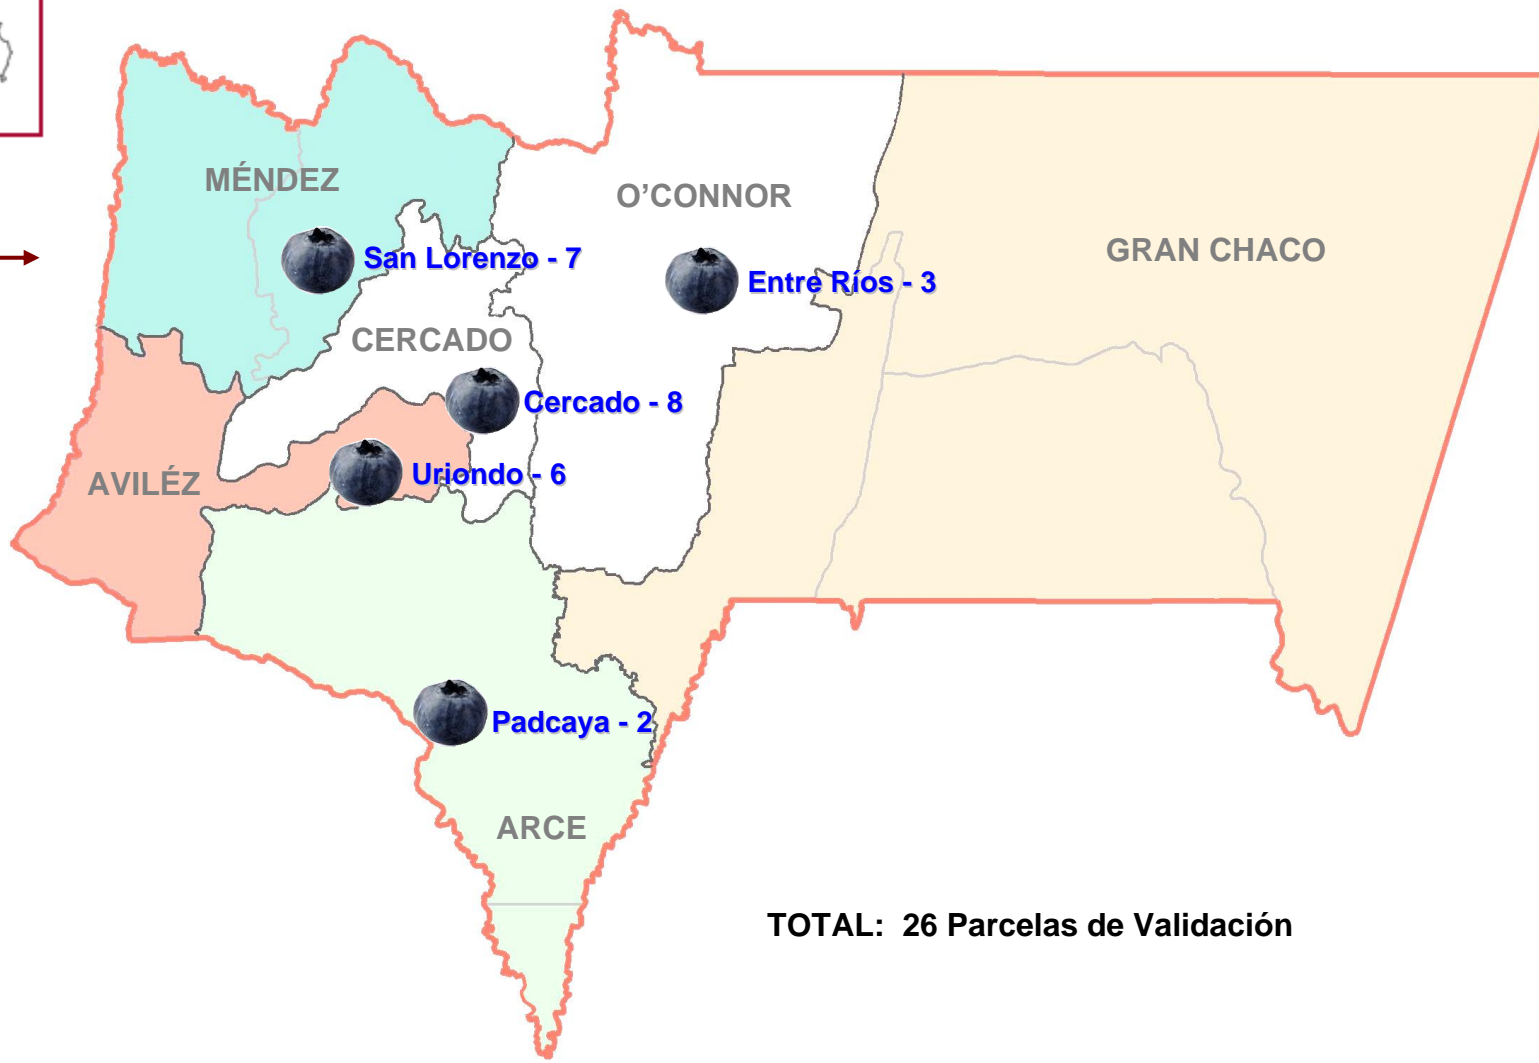 MÉNDEZ
O’CONNOR
GRAN CHACO
San Lorenzo - 7
Entre Ríos - 3
CERCADO
Cercado - 8
AVILÉZ
Uriondo - 6
Padcaya - 2
ARCE
TOTAL:  26 Parcelas de Validación